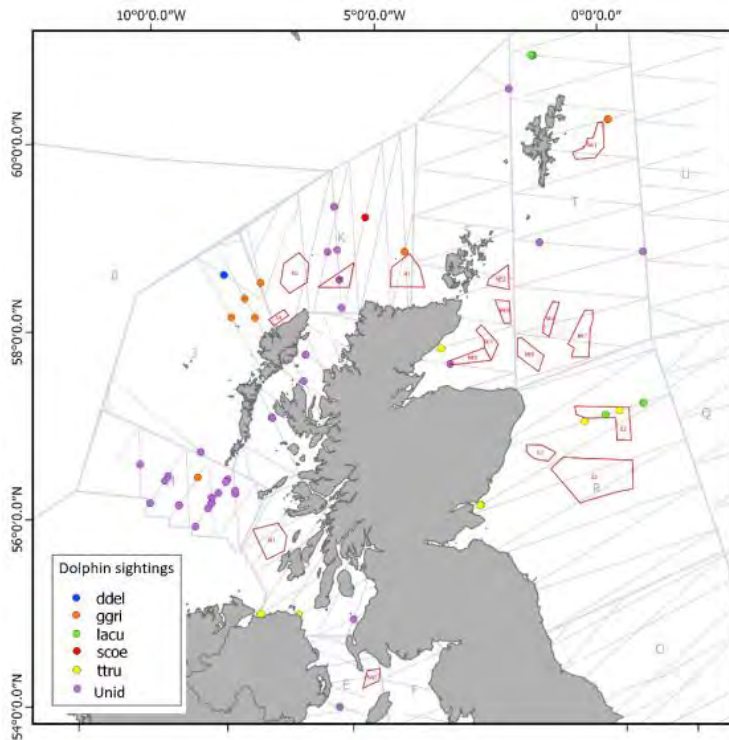 10°0'0.0"W 5°0'0.0"W 0°0'0.0"
60°0'0.0"N
58°0'0.0"N
56°0'0.0"N
54°0'0.0"N
U
T
K
8
J
Q
R
O
E
F
Dolphin sightings
ddel
ggri
lacu
scoe
ttru
Unid